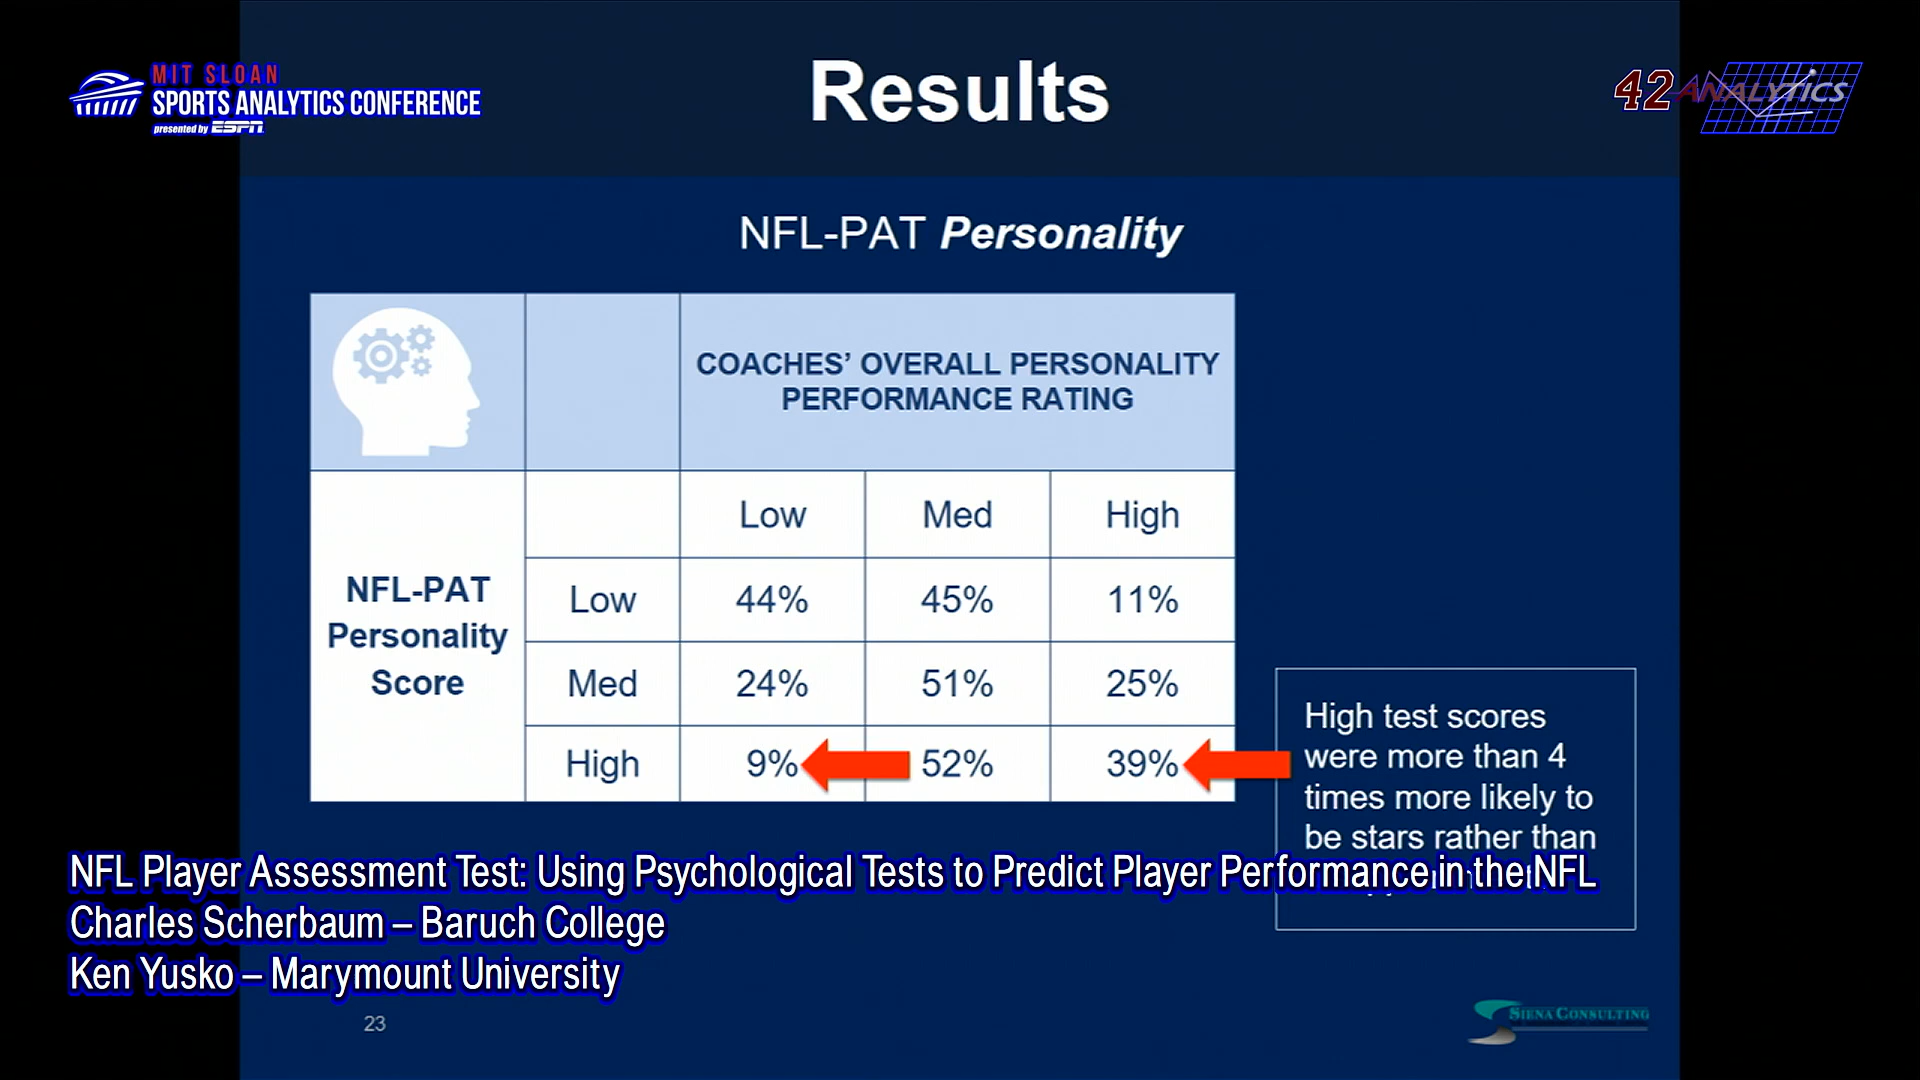 MIT SLOAN
SPORTS ANALYTICS CONFERENCE
presented by ESPN
Results
42 ANALYTICS
NFL-PAT Personality
COACHES' OVERALL PERSONALITY
PERFORMANCE RATING
Low Med High
NFL-PAT
Personality
Score
Low 44% 45% 11%
Med 24% 51% 25%
High 9% 52% 39%
High test scores
were more than 4
times more likely to
be stars rather than
NFL Player Assessment Test: Using Psychological Tests to Predict Player Performance in the NFL
Charles Scherbaum – Baruch College
Ken Yusko – Marymount University
23
SIENA CONSULTING